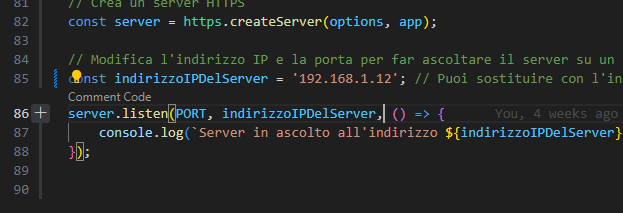 81 // Crea un server HTTPS
82 const server = https.createServer(options, app);
83
84 // Modifica l'indirizzo IP e la porta per far ascoltare il server su un
85 const indirizzoIPDelServer = '192.168.1.12'; // Puoi sostituire con l'in
Comment Code
86 server.listen(PORT, indirizzoIPDelServer, () => { You, 4 weeks ago
87 console.log(`Server in ascolto all'indirizzo ${indirizzoIPDelServer}
88 });
89
90